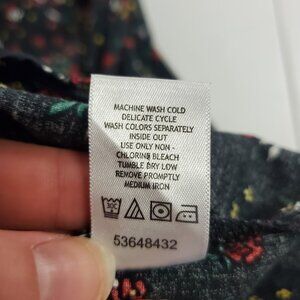 MACHINE WASH COLD
DELICATE CYCLE
WASH COLORS SEPARATELY
INSIDE OUT
USE ONLY NON -
CHLORINE BLEACH
TUMBLE DRY LOW
REMOVE PROMPTLY
MEDIUM IRON
30C
53648432